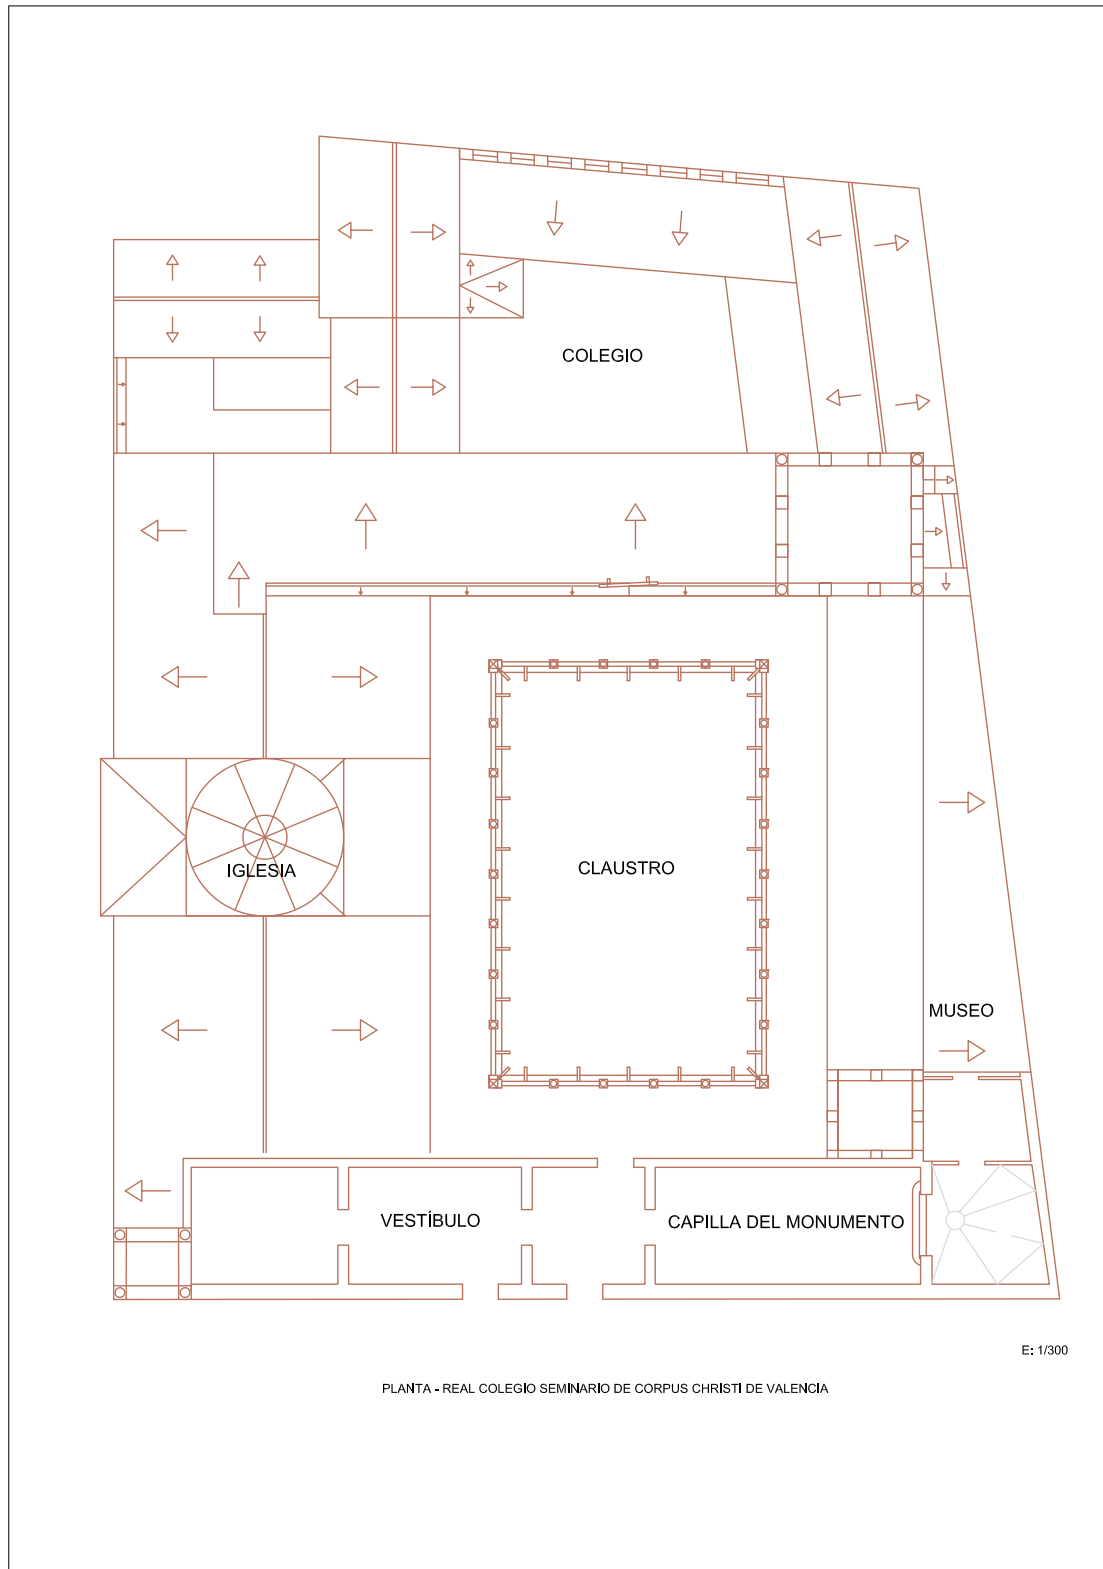 COLEGIO
IGLESIA
CLAUSTRO
MUSEO
VESTÍBULO
CAPILLA DEL MONUMENTO
E: 1/300
PLANTA - REAL COLEGIO SEMINARIO DE CORPUS CHRISTI DE VALENCIA